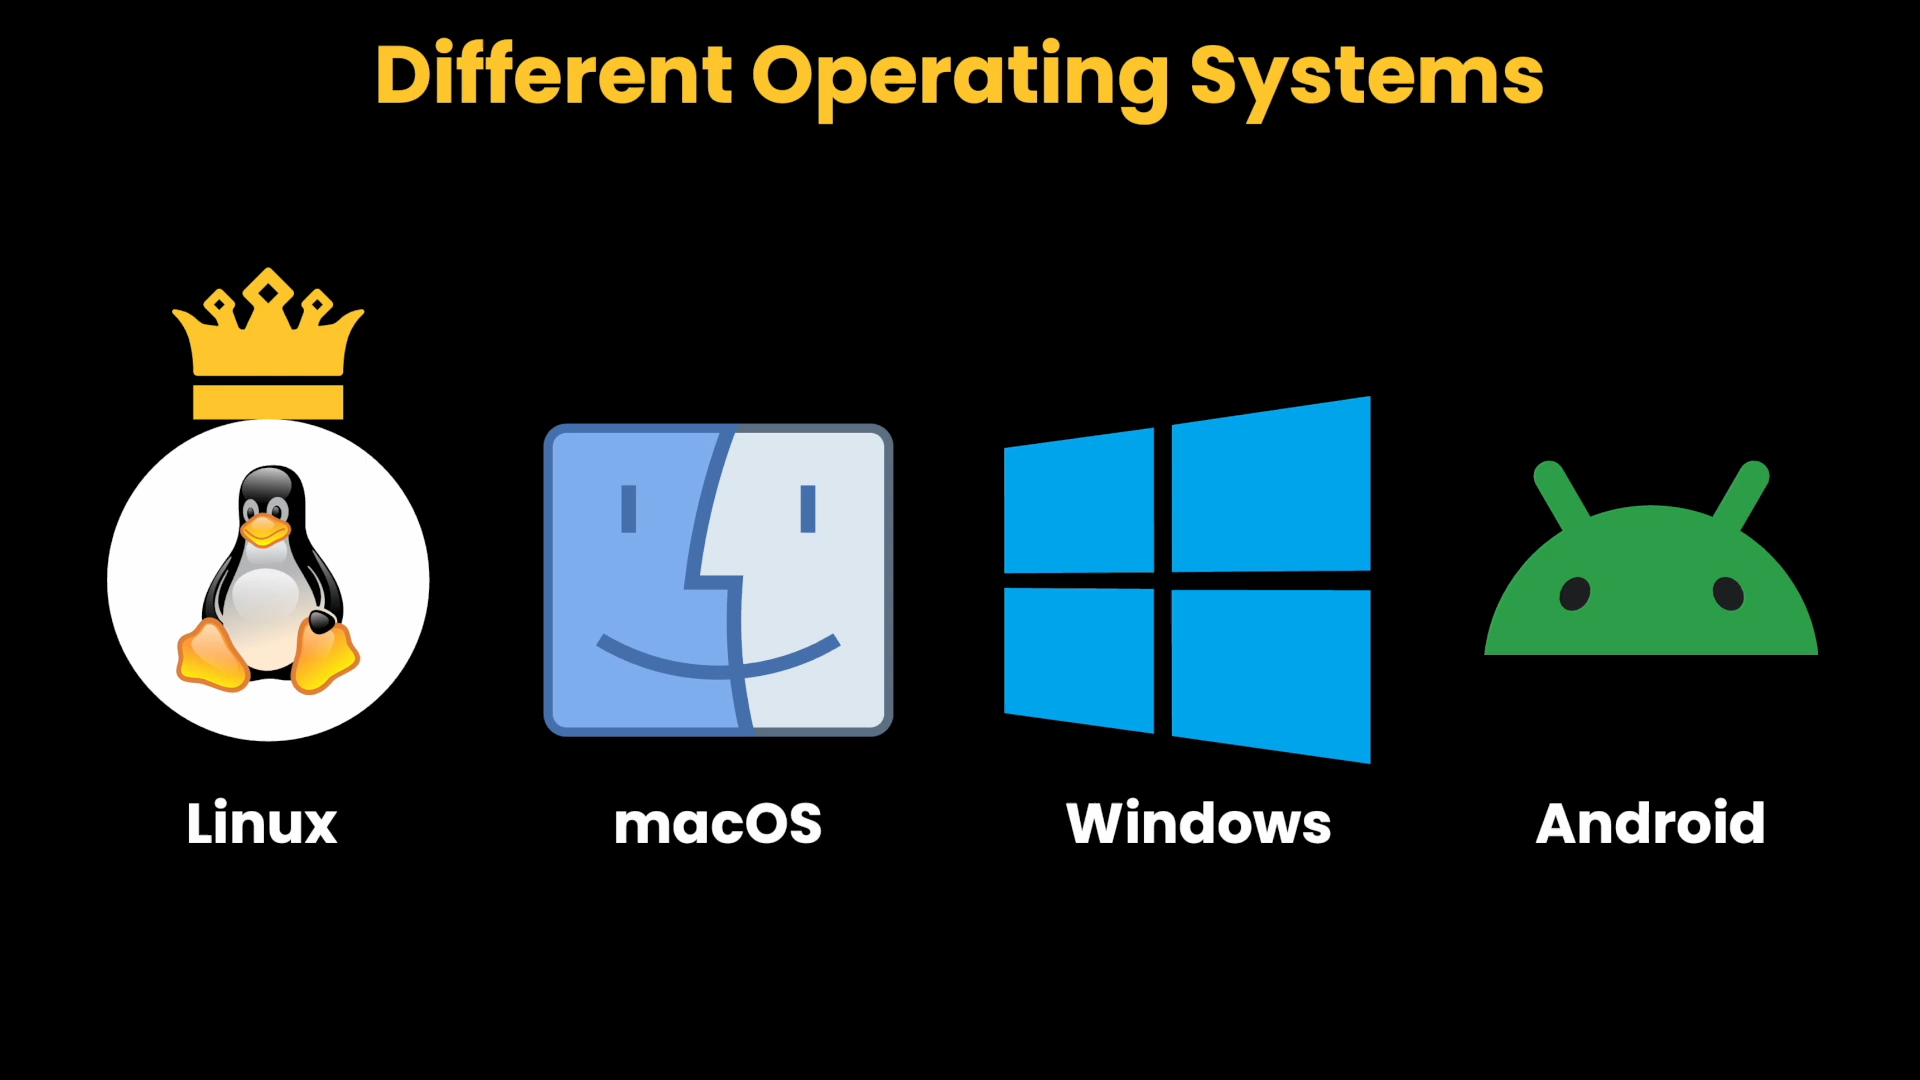 Different Operating Systems
Linux
macOS
Windows
Android